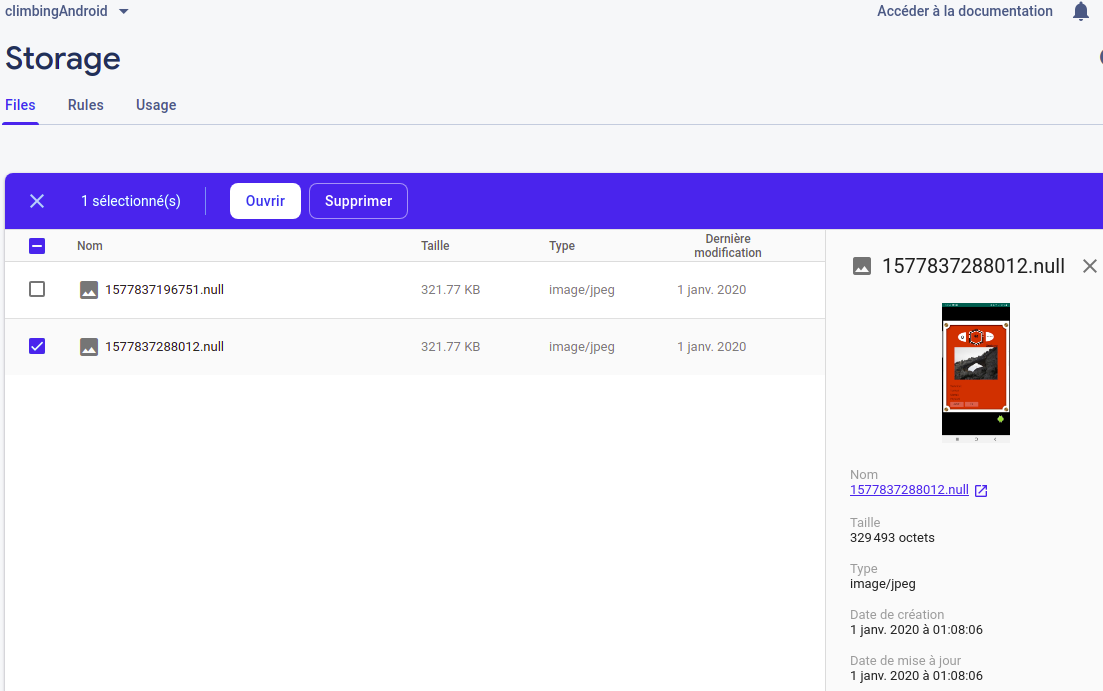 climbingAndroid
Accéder à la documentation
Storage
Files Rules Usage
1 sélectionné(s) Ouvrir Supprimer
Nom Taille Type Dernière modification
1577837196751.null 321.77 KB image/jpeg 1 janv. 2020
1577837288012.null 321.77 KB image/jpeg 1 janv. 2020
1577837288012.null
Nom
1577837288012.null
Taille
329 493 octets
Type
image/jpeg
Date de création
1 janv. 2020 à 01:08:06
Date de mise à jour
1 janv. 2020 à 01:08:06